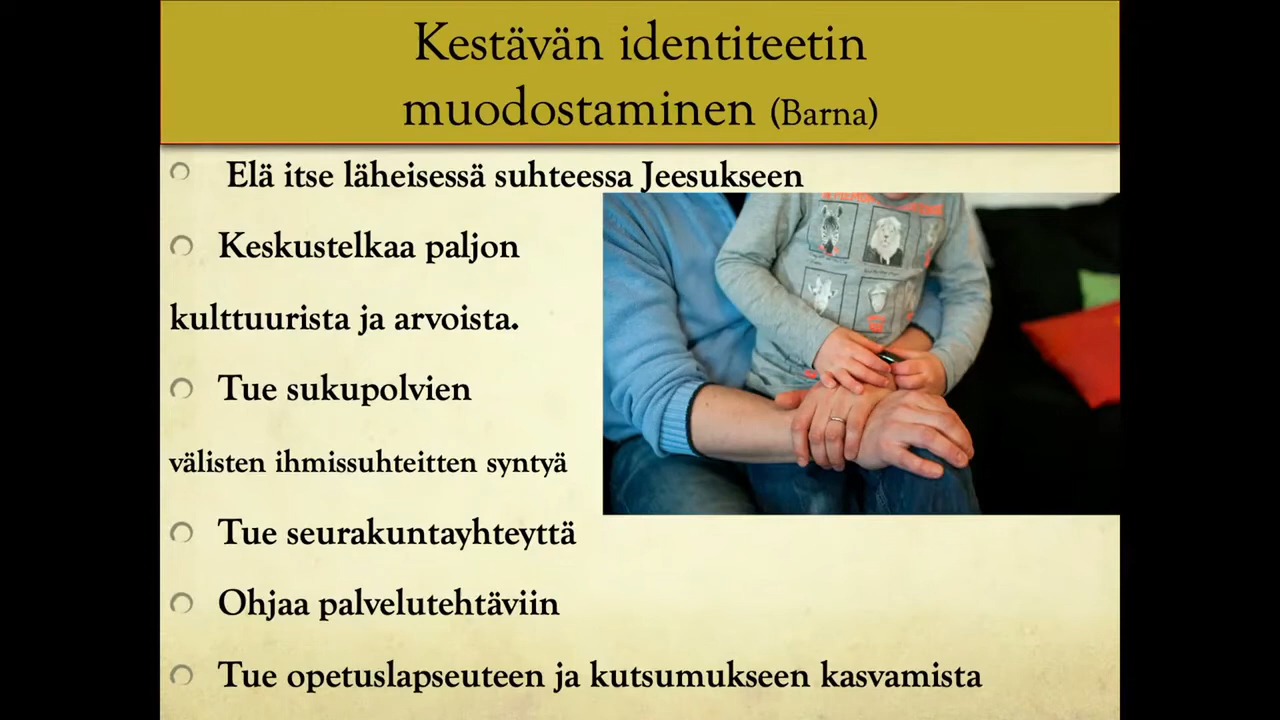 Kestävän identiteetin
muodostaminen (Barna)
Elä itse läheisessä suhteessa Jeesukseen
Keskustelkaa paljon
kulttuurista ja arvoista.
Tue sukupolvien
välisten ihmissuhteitten syntyä
Tue seurakuntayhteyttä
Ohjaa palvelutehtäviin
Tue opetuslapseuteen ja kutsumukseen kasvamista